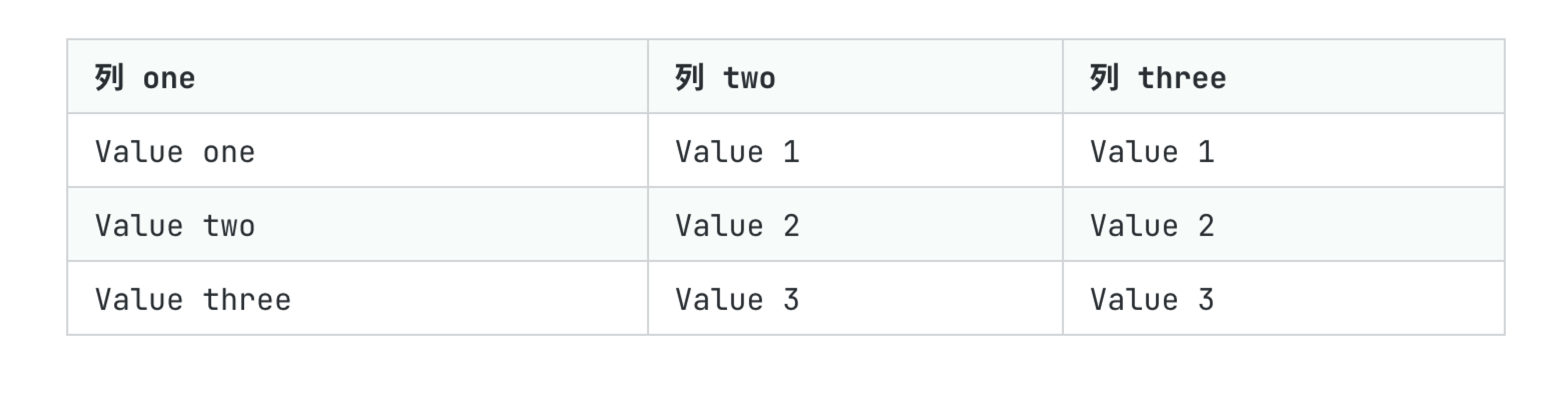 列 one 列 two 列 three
Value one Value 1 Value 1
Value two Value 2 Value 2
Value three Value 3 Value 3